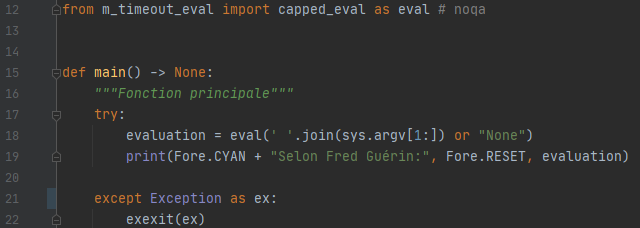 12 from m_timeout_eval import capped_eval as eval # noqa
13
14
15 def main() -> None:
16 """Fonction principale"""
17 try:
18 evaluation = eval(' '.join(sys.argv[1:]) or "None")
19 print(Fore.CYAN + "Selon Fred Guérin:", Fore.RESET, evaluation)
20
21 except Exception as ex:
22 exexit(ex)